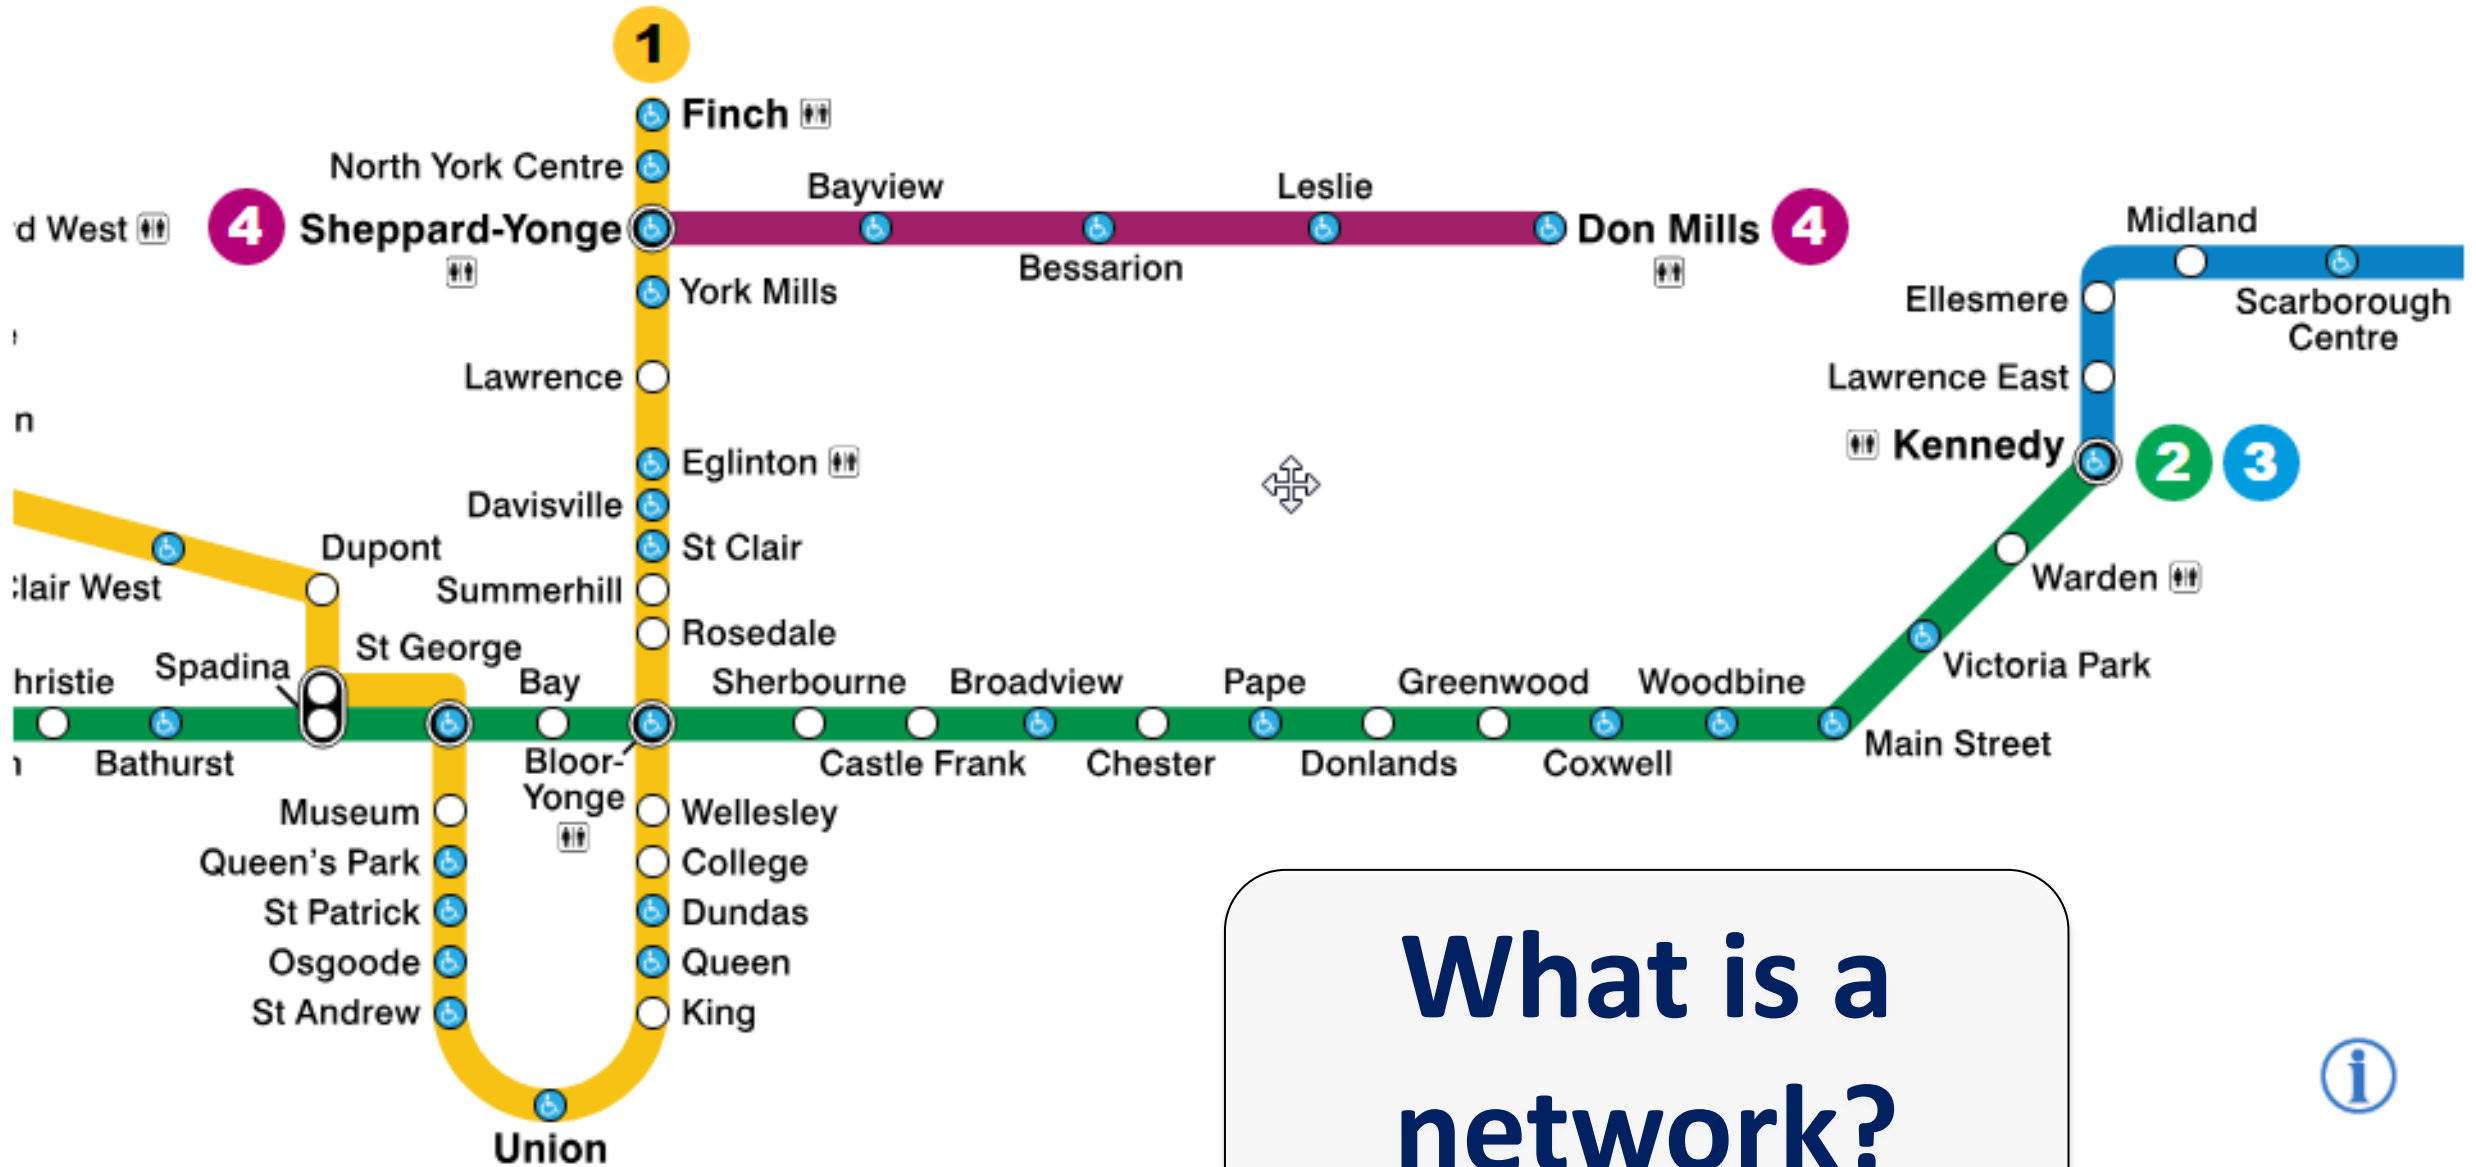 1
Finch
North York Centre
Bayview
Leslie
d West
4
Sheppard-Yonge
Don Mills
4
Midland
Bessarion
York Mills
Ellesmere
Scarborough
Centre
Lawrence
Lawrence East
n
Eglinton
Kennedy
2
3
Davisville
Dupont
St Clair
lair West
Summerhill
Warden
Rosedale
St George
Spadina
Victoria Park
hristie
Bay
Sherbourne
Broadview
Pape
Greenwood
Woodbine
Main Street
Bathurst
Bloor-
Yonge
Castle Frank
Chester
Donlands
Coxwell
Museum
Wellesley
Queen's Park
College
St Patrick
Dundas
Osgoode
Queen
St Andrew
King
Union
What is a
network?
i